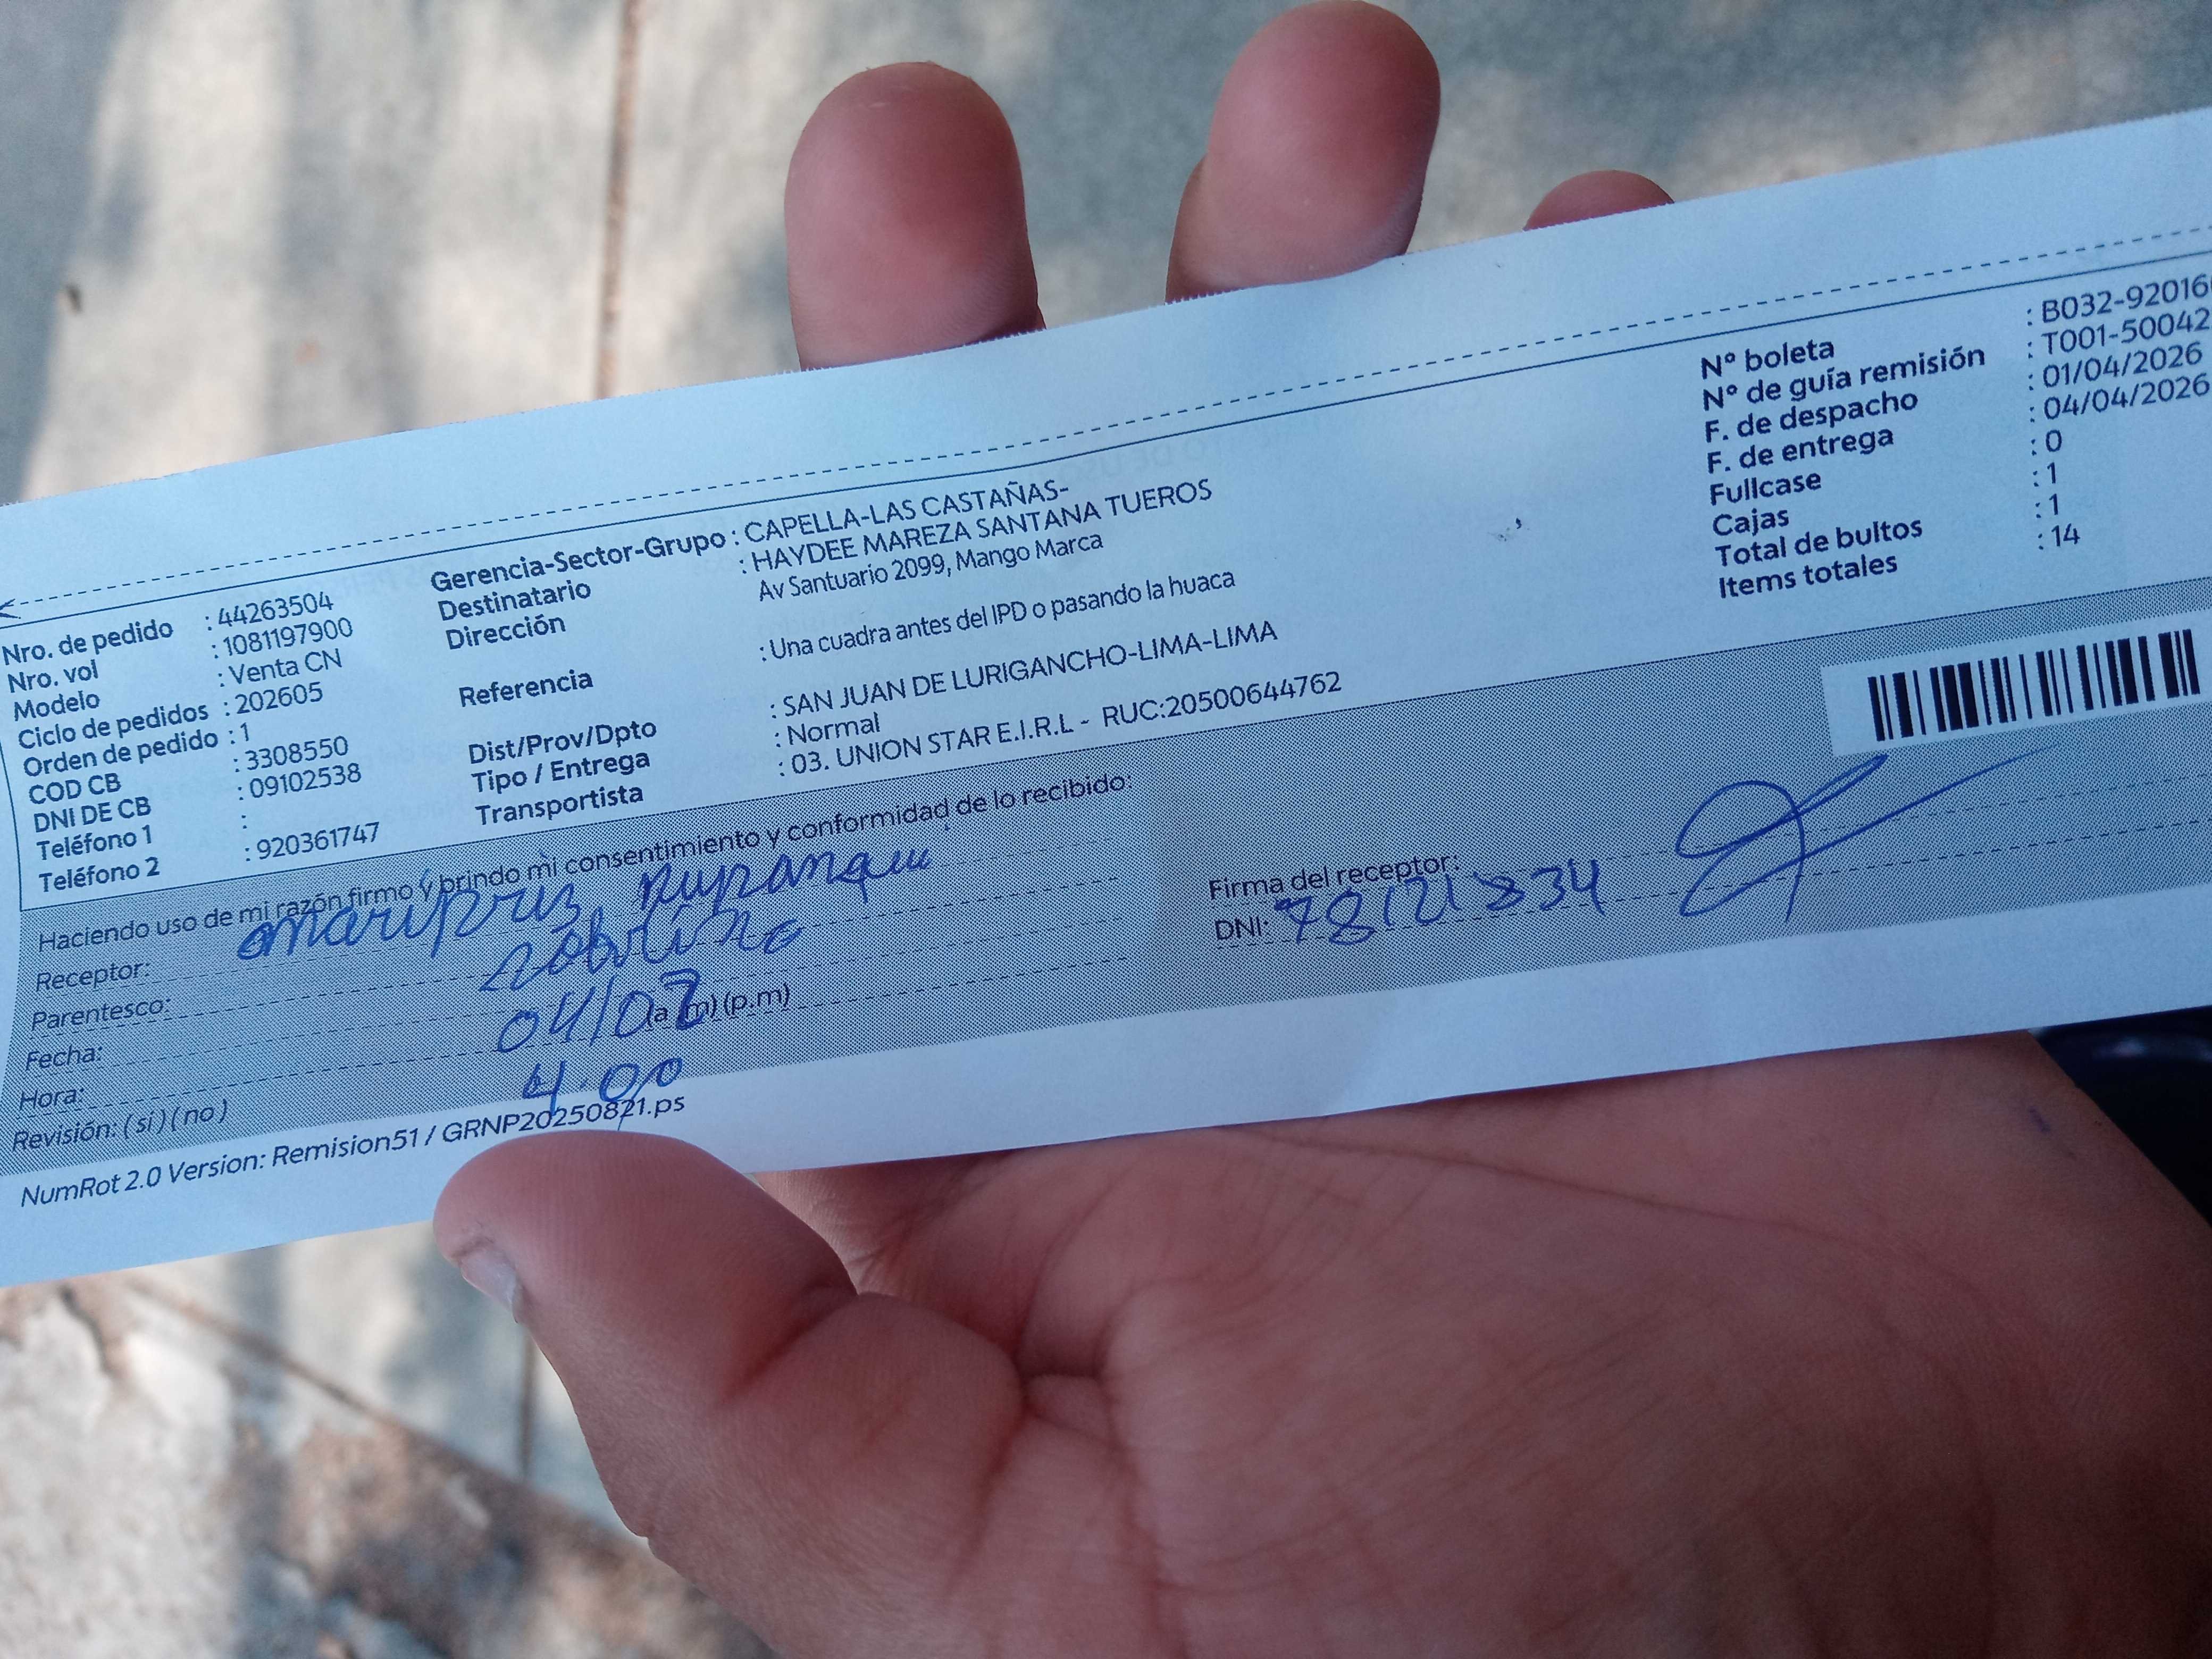 Nro. de pedido : 44263504
Nro. vol : 1081197900
Modelo : Venta CN
Ciclo de pedidos : 202605
Orden de pedido : 1
COD CB : 3308550
DNI DE CB : 09102538
Teléfono 1 :
Teléfono 2 : 920361747
Gerencia-Sector-Grupo : CAPELLA-LAS CASTAÑAS-
Destinatario : HAYDEE MAREZA SANTANA TUEROS
Dirección Av Santuario 2099, Mango Marca
Referencia : Una cuadra antes del IPD o pasando la huaca
Dist/Prov/Dpto : SAN JUAN DE LURIGANCHO-LIMA-LIMA
Tipo / Entrega : Normal
Transportista : 03. UNION STAR E.I.R.L - RUC:20500644762
N° boleta : B032-92016
N° de guía remisión : T001-50042
F. de despacho : 01/04/2026
F. de entrega : 04/04/2026
Fullcase : 0
Cajas : 1
Total de bultos : 1
Items totales : 14
Haciendo uso de mi razón firmo y brindo mi consentimiento y conformidad de lo recibido:
Receptor:
Parentesco: sobrina
Fecha: 04/02
Hora: (a m) (p.m)
4.00
Revisión: ( si ) ( no )
Firma del receptor:
DNI: 78121834
NumRot 2.0 Version: Remision51 / GRNP20250821.ps